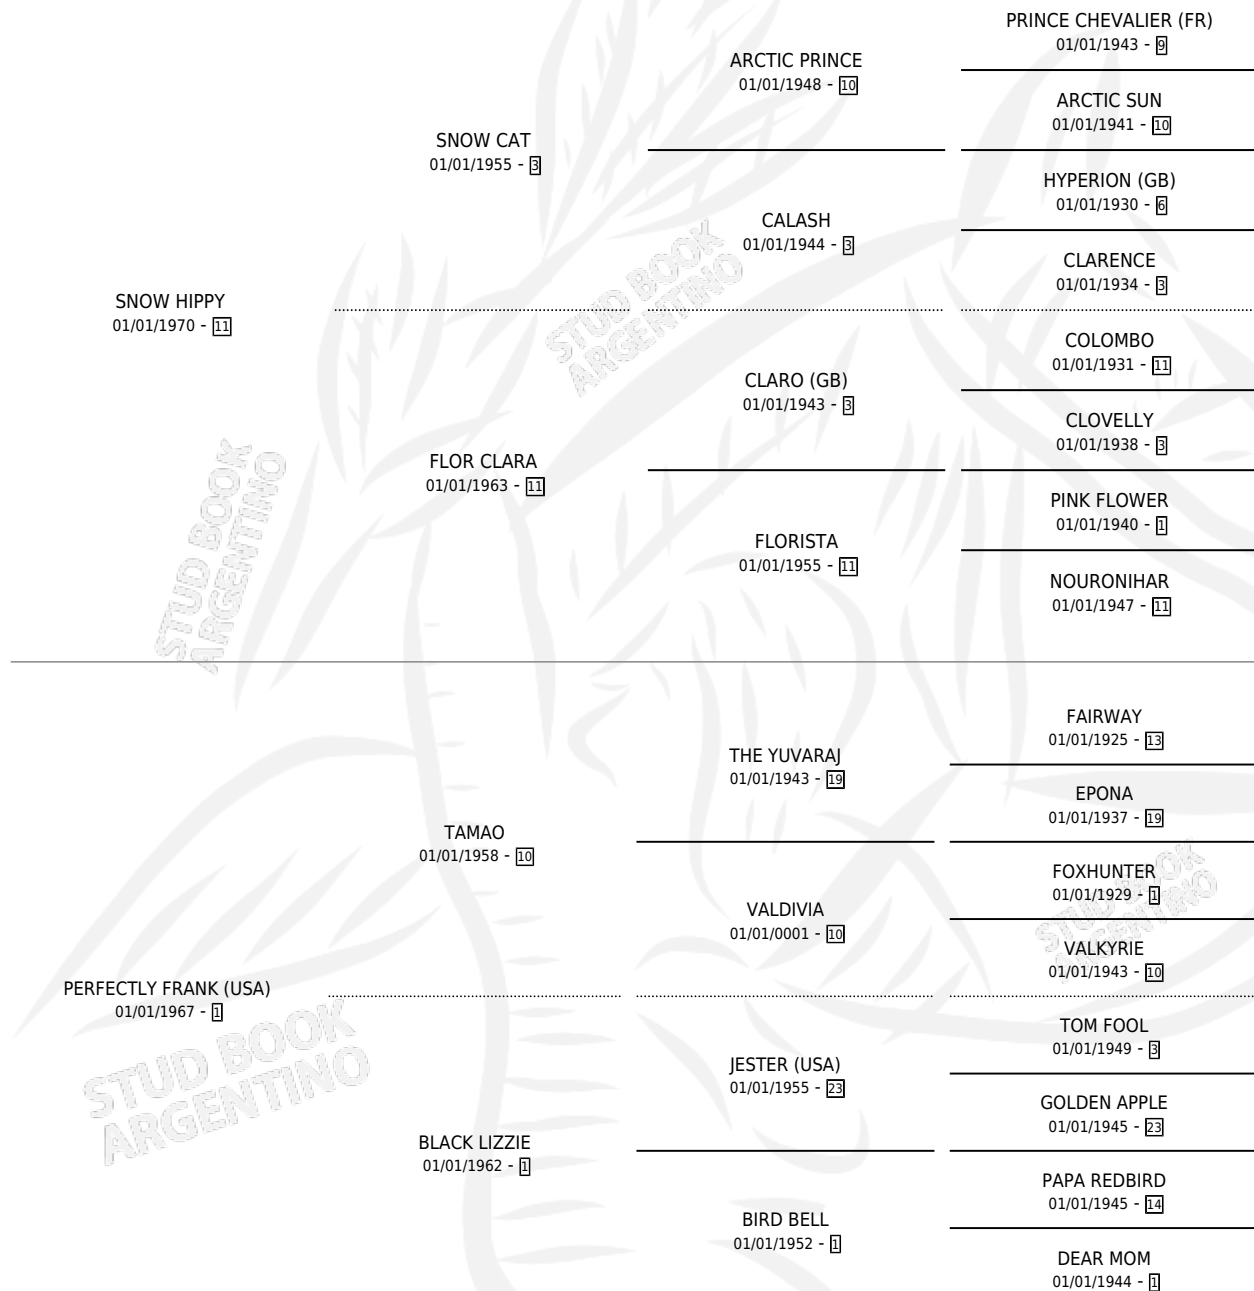 PRINCE CHEVALIER (FR)
01/01/1943 - 9
ARCTIC PRINCE
01/01/1948 - 10
ARCTIC SUN
01/01/1941 - 10
SNOW CAT
01/01/1955 - 3
HYPERION (GB)
01/01/1930 - 6
CALASH
01/01/1944 - 3
CLARENCE
01/01/1934 - 3
SNOW HIPPY
01/01/1970 - 11
COLOMBO
01/01/1931 - 11
CLARO (GB)
01/01/1943 - 3
CLOVELLY
01/01/1938 - 3
FLOR CLARA
01/01/1963 - 11
PINK FLOWER
01/01/1940 - 1
FLORISTA
01/01/1955 - 11
NOURONIHAR
01/01/1947 - 11
FAIRWAY
01/01/1925 - 13
THE YUVARAJ
01/01/1943 - 19
EPONA
01/01/1937 - 19
TAMAO
01/01/1958 - 10
FOXHUNTER
01/01/1929 - 1
VALDIVIA
01/01/0001 - 10
VALKYRIE
01/01/1943 - 10
PERFECTLY FRANK (USA)
01/01/1967 - 1
TOM FOOL
01/01/1949 - 3
JESTER (USA)
01/01/1955 - 23
GOLDEN APPLE
01/01/1945 - 23
BLACK LIZZIE
01/01/1962 - 1
PAPA REDBIRD
01/01/1945 - 14
BIRD BELL
01/01/1952 - 1
DEAR MOM
01/01/1944 - 1
STUD BOOK
ARGENTINO
STUD BOOK
ARGENTINO
STUD BOOK
ARGENTINO
STUD BOOK
ARGENTINO